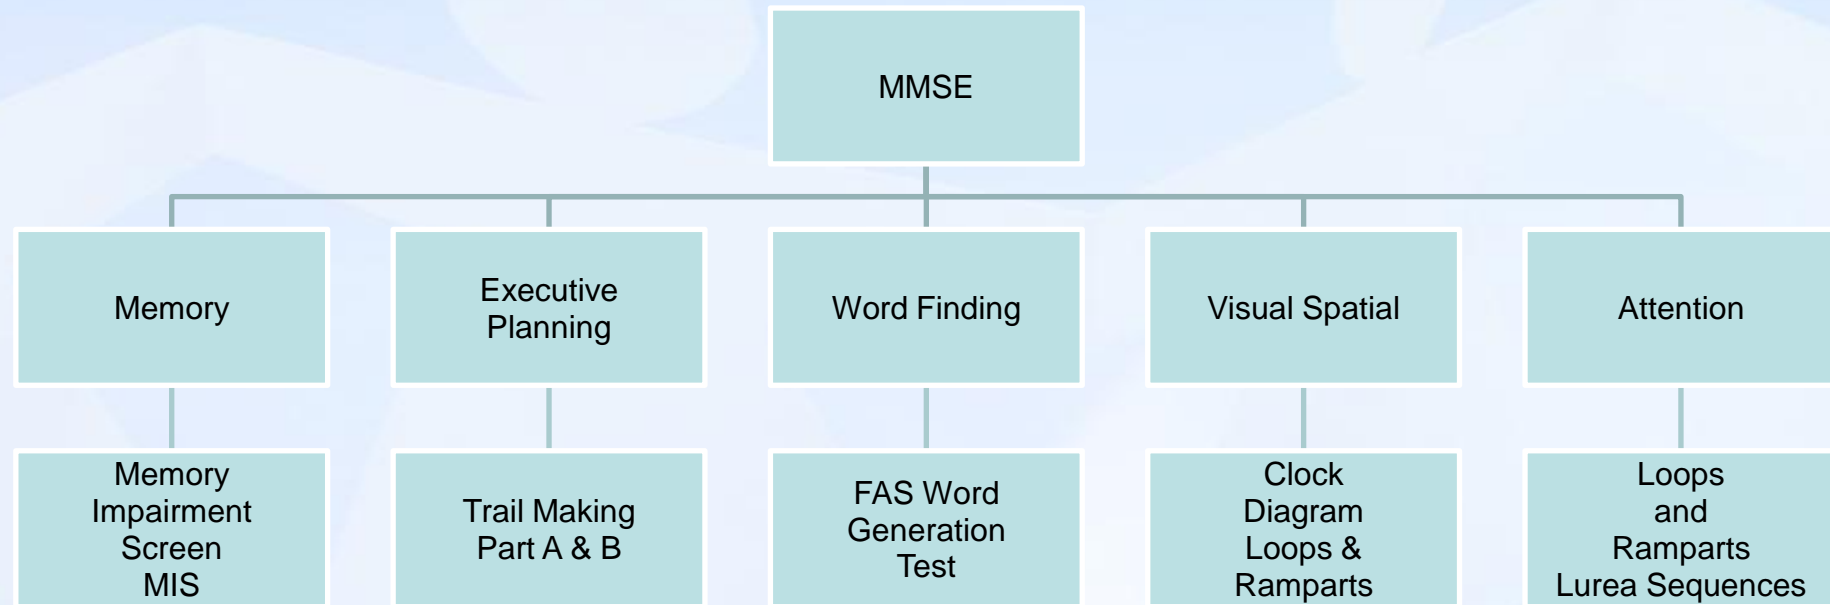 MMSE
Memory
Executive
Planning
Word Finding
Visual Spatial
Attention
Memory
Impairment
Screen
MIS
Trail Making
Part A & B
FAS Word
Generation
Test
Clock
Diagram
Loops &
Ramparts
Loops
and
Ramparts
Lurea Sequences